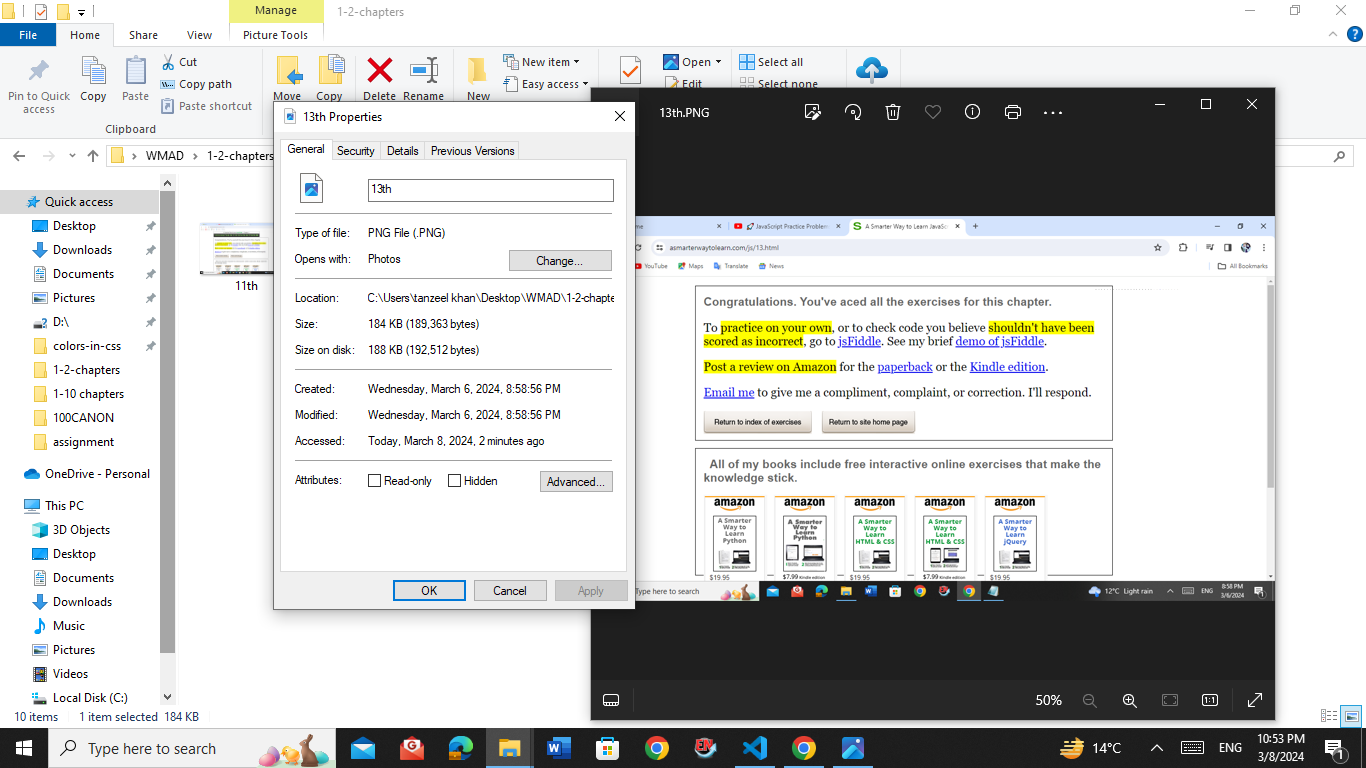 Manage
1-2-chapters
File
Home
Share
View
Picture Tools
Pin to Quick access
Copy
Paste
Cut
Copy path
Paste shortcut
Clipboard
Move
Copy
Delete
Rename
New
New item
Easy access
Open
Edit
Select all
Select none
WMAD
1-2-chapters
Quick access
Desktop
Downloads
Documents
Pictures
D:\
colors-in-css
1-2-chapters
1-10 chapters
100CANON
assignment
OneDrive - Personal
This PC
3D Objects
Desktop
Documents
Downloads
Music
Pictures
Videos
Local Disk (C:)
11th
10 items
1 item selected 184 KB
13th Properties
General
Security
Details
Previous Versions
13th
Type of file: PNG File (.PNG)
Opens with: Photos
Change...
Location: C:\Users\tanzeel khan\Desktop\WMAD\1-2-chapte
Size: 184 KB (189,363 bytes)
Size on disk: 188 KB (192,512 bytes)
Created: Wednesday, March 6, 2024, 8:58:56 PM
Modified: Wednesday, March 6, 2024, 8:58:56 PM
Accessed: Today, March 8, 2024, 2 minutes ago
Attributes:
Read-only
Hidden
Advanced...
OK
Cancel
Apply
13th.PNG
JavaScript Practice Problem
A Smarter Way to Learn JavaSc
asmarterwaytolearn.com/js/13.html
YouTube
Maps
Translate
News
All Bookmarks
Congratulations. You've aced all the exercises for this chapter.
To practice on your own, or to check code you believe shouldn't have been
scored as incorrect, go to jsFiddle. See my brief demo of jsFiddle.
Post a review on Amazon for the paperback or the Kindle edition.
Email me to give me a compliment, complaint, or correction. I'll respond.
Return to index of exercises
Return to site home page
All of my books include free interactive online exercises that make the
knowledge stick.
amazon
A Smarter
Way to
Learn
Python
$19.95
amazon
A Smarter
Way to
Learn
Python
$7.99 Kindle edition
amazon
A Smarter
Way to
Learn
HTML & CSS
$19.95
amazon
A Smarter
Way to
Learn
HTML & CSS
$7.99 Kindle edition
amazon
A Smarter
Way to
Learn
jQuery
$19.95
Type here to search
12°C Light rain
ENG
8:58 PM
3/6/2024
50%
1:1
Type here to search
14°C
ENG
10:53 PM
3/8/2024
1